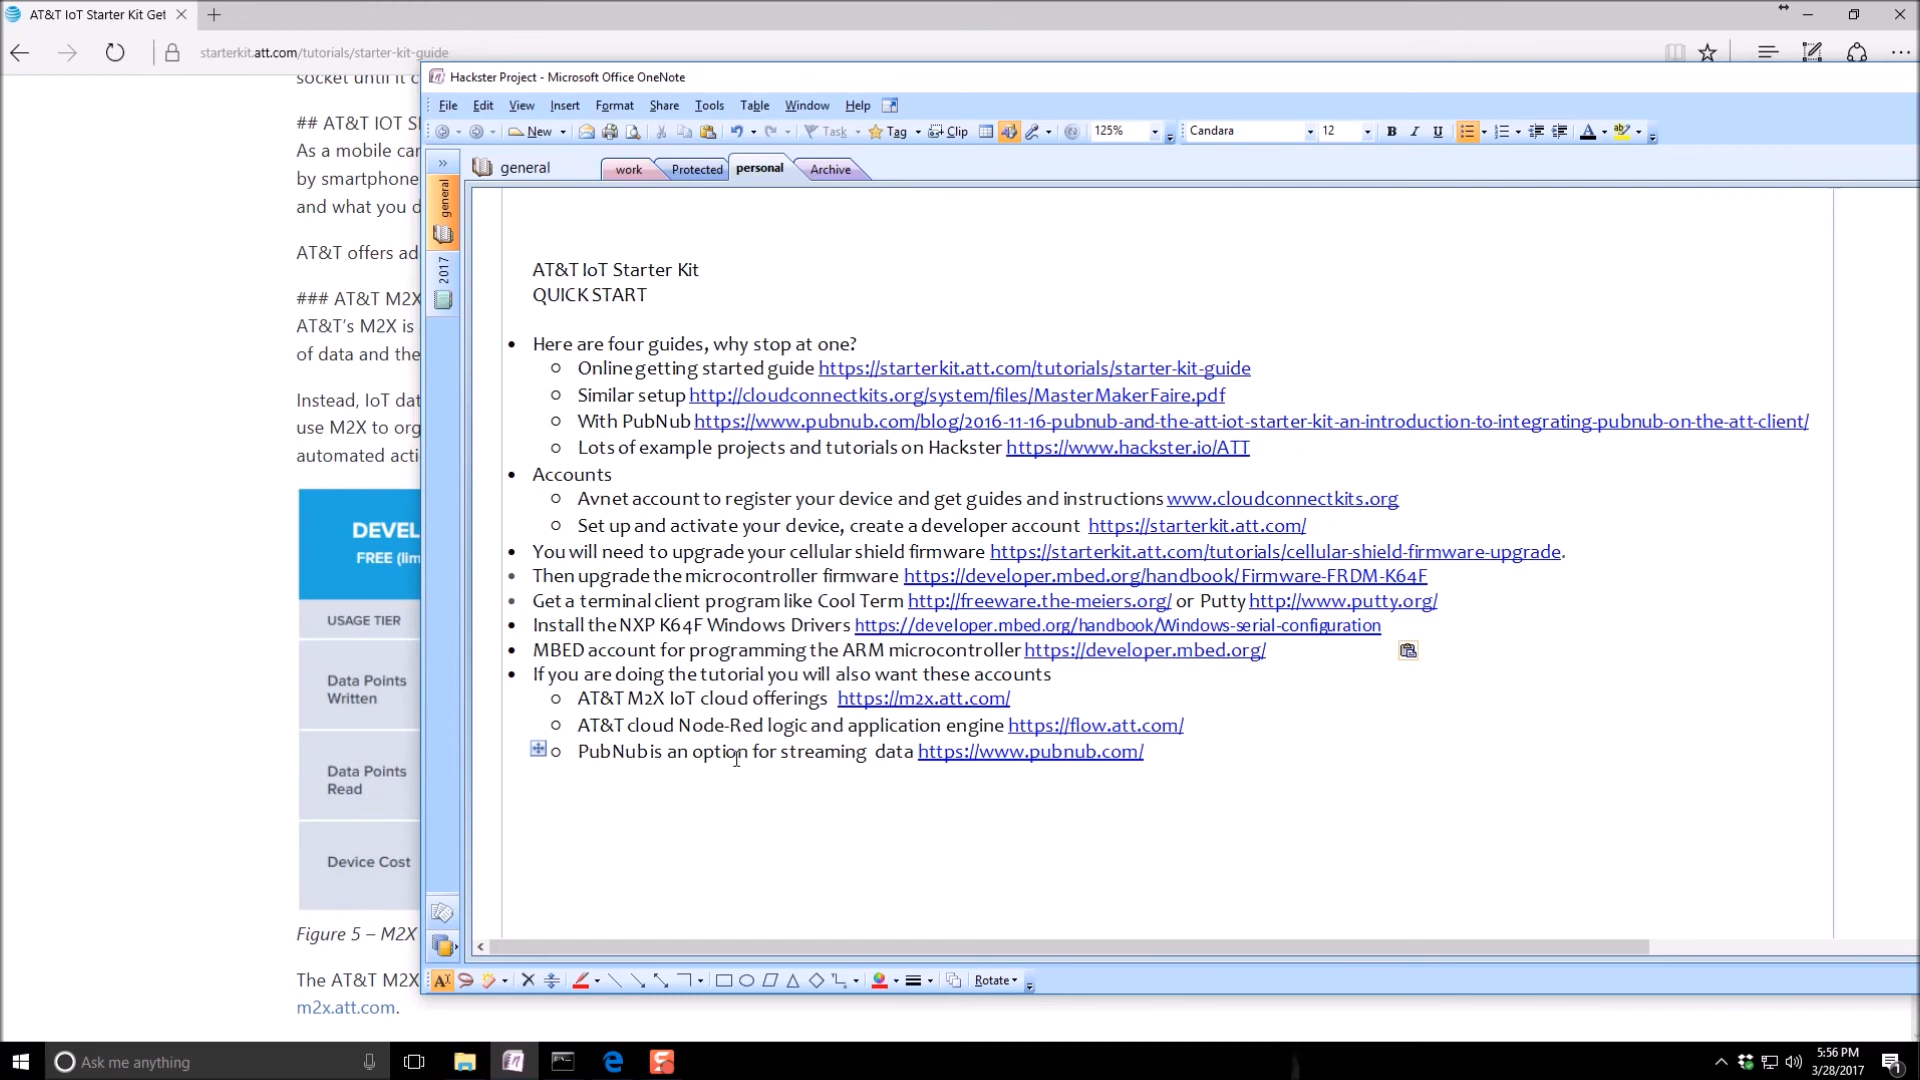 AT&T IoT Starter Kit Get
starterkit.att.com/tutorials/starter-kit-guide
socket until it c
## AT&T IOT S
As a mobile car
by smartphone
and what you d
AT&T offers ad
### AT&T M2X
AT&T's M2X is
of data and the
Instead, IoT dat
use M2X to org
automated acti
DEVEL
FREE (lim
USAGE TIER
Data Points
Written
Data Points
Read
Device Cost
Figure 5 – M2X
The AT&T M2X
m2x.att.com.
Hackster Project - Microsoft Office OneNote
File Edit View Insert Format Share Tools Table Window Help
New Task Tag Clip 125% Candara 12 B I U A ab
general work Protected personal Archive
general
2017
AT&T IoT Starter Kit
QUICK START
• Here are four guides, why stop at one?
o Online getting started guide https://starterkit.att.com/tutorials/starter-kit-guide
o Similar setup http://cloudconnectkits.org/system/files/MasterMakerFaire.pdf
o With PubNub https://www.pubnub.com/blog/2016-11-16-pubnub-and-the-att-iot-starter-kit-an-introduction-to-integrating-pubnub-on-the-att-client/
o Lots of example projects and tutorials on Hackster https://www.hackster.io/ATT
• Accounts
o Avnet account to register your device and get guides and instructions www.cloudconnectkits.org
o Set up and activate your device, create a developer account https://starterkit.att.com/
• You will need to upgrade your cellular shield firmware https://starterkit.att.com/tutorials/cellular-shield-firmware-upgrade.
• Then upgrade the microcontroller firmware https://developer.mbed.org/handbook/Firmware-FRDM-K64F
• Get a terminal client program like Cool Term http://freeware.the-meiers.org/ or Putty http://www.putty.org/
• Install the NXP K64F Windows Drivers https://developer.mbed.org/handbook/Windows-serial-configuration
• MBED account for programming the ARM microcontroller https://developer.mbed.org/
• If you are doing the tutorial you will also want these accounts
o AT&T M2X IoT cloud offerings https://m2x.att.com/
o AT&T cloud Node-Red logic and application engine https://flow.att.com/
o PubNub is an option for streaming data https://www.pubnub.com/
Rotate
Ask me anything
5:56 PM
3/28/2017